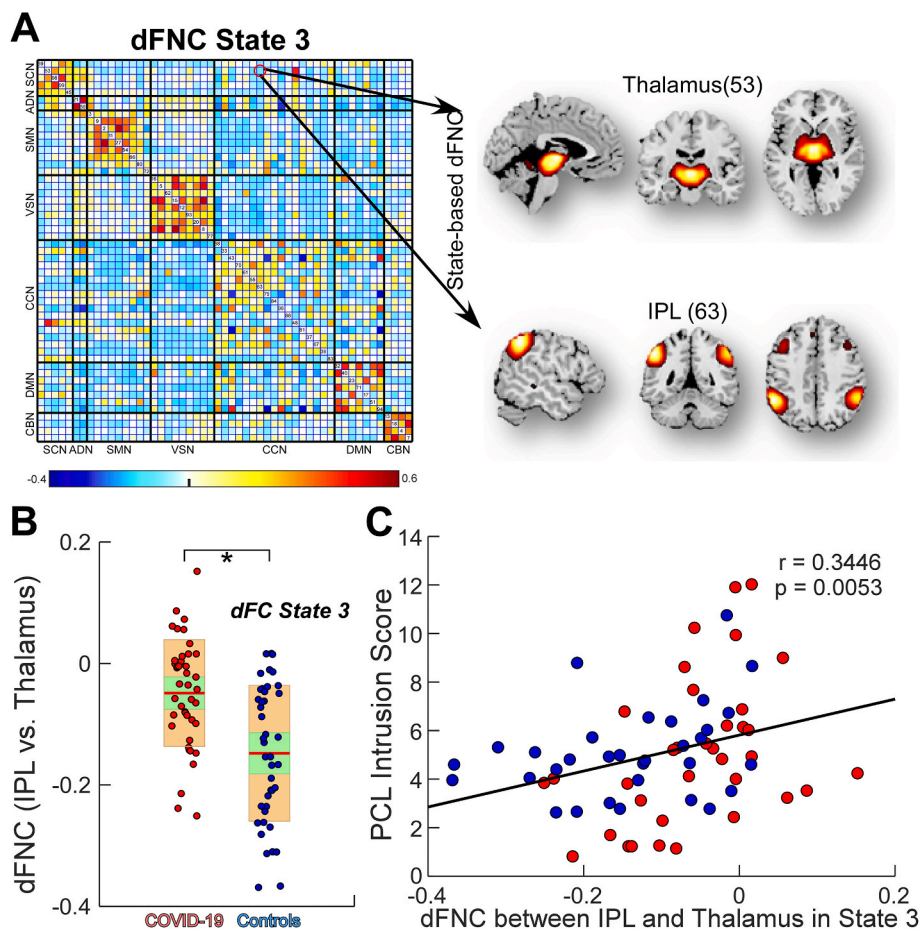 A
dFNC State 3
SCN
ADN
SMN
VSN
CCN
DMN
CBN
SCN ADN SMN VSN CCN DMN CBN
-0.4 0.6
State-based dFNC
Thalamus(53)
IPL (63)
B
dFNC (IPL vs. Thalamus)
0.2
0
-0.2
-0.4
*
dFC State 3
COVID-19 Controls
C
PCL Intrusion Score
14
12
10
8
6
4
2
0
r = 0.3446
p = 0.0053
-0.4 -0.2 0 0.2
dFNC between IPL and Thalamus in State 3